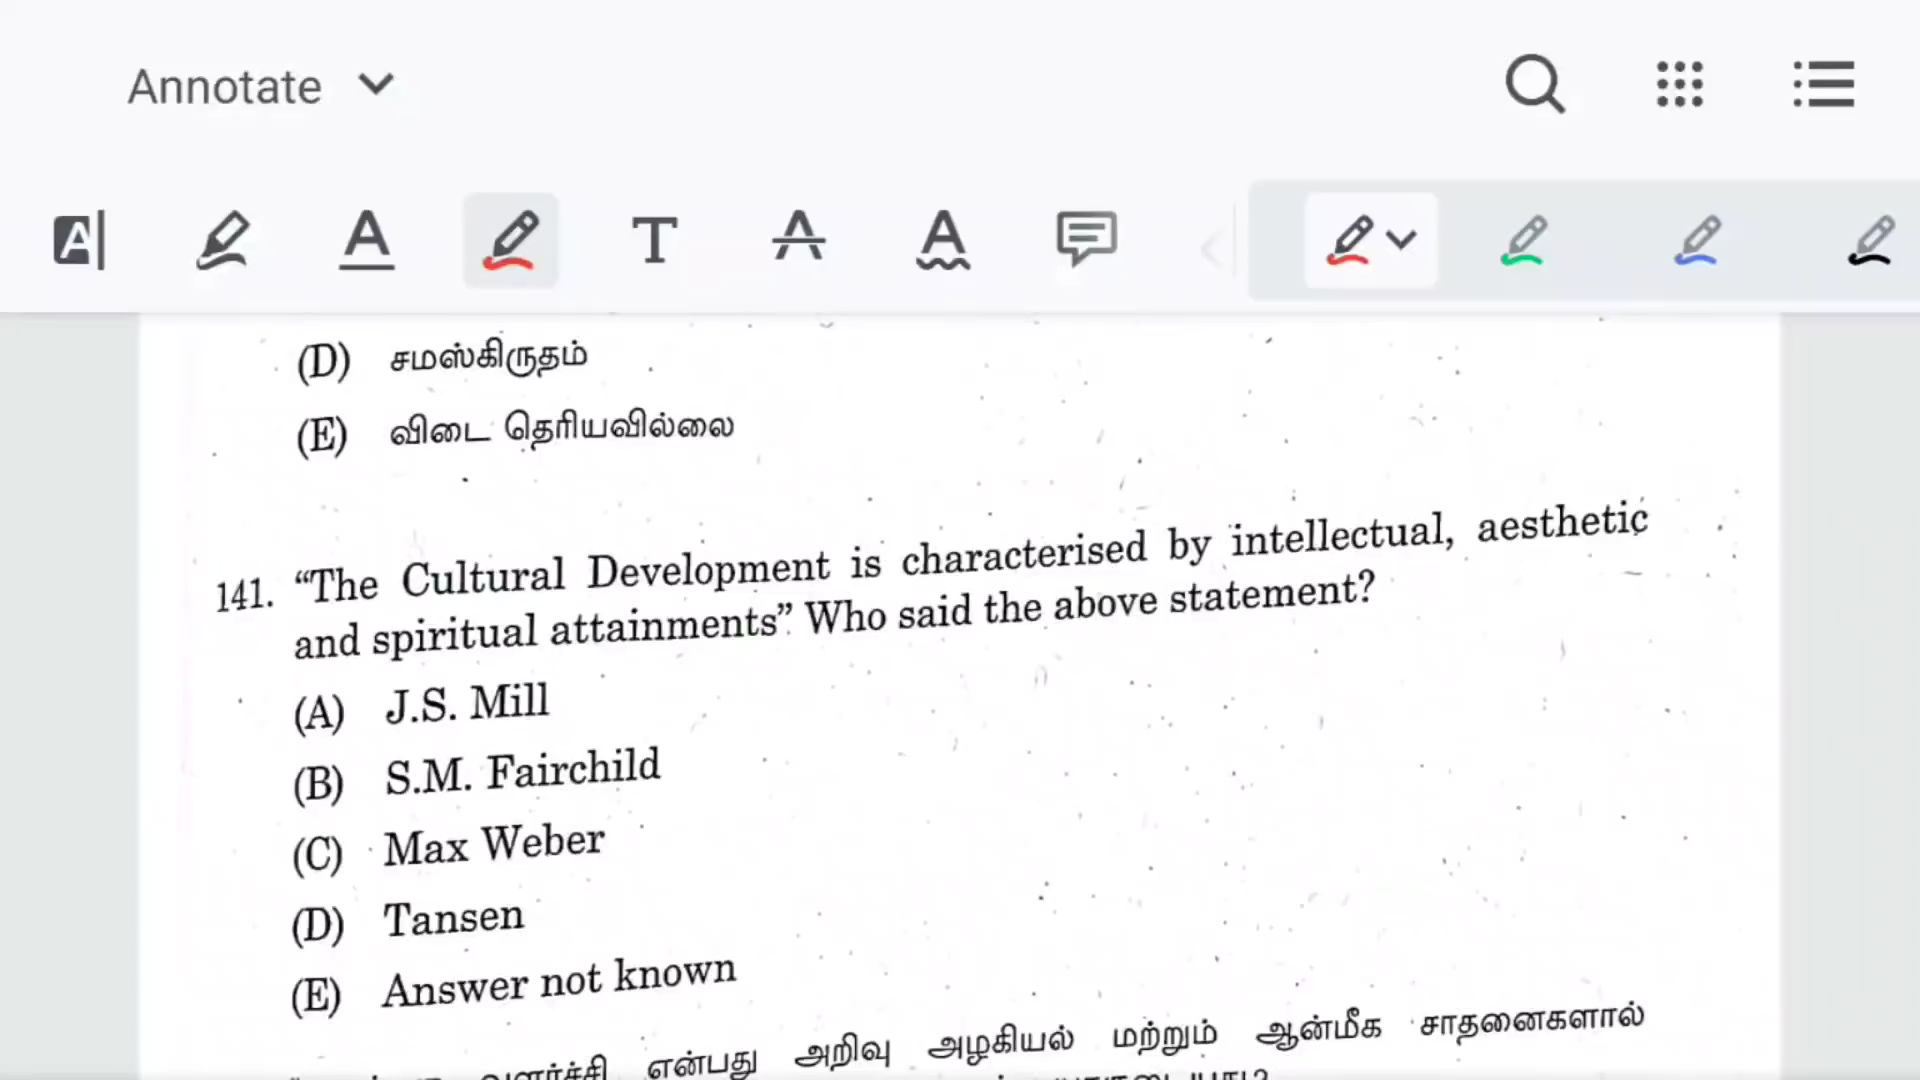 Annotate
(D) சமஸ்கிருதம்
(E) விடை தெரியவில்லை
141. “The Cultural Development is characterised by intellectual, aesthetic
and spiritual attainments” Who said the above statement?
(A) J.S. Mill
(B) S.M. Fairchild
(C) Max Weber
(D) Tansen
(E) Answer not known
என்பது அறிவு அழகியல் மற்றும் ஆன்மீக சாதனைகளால்